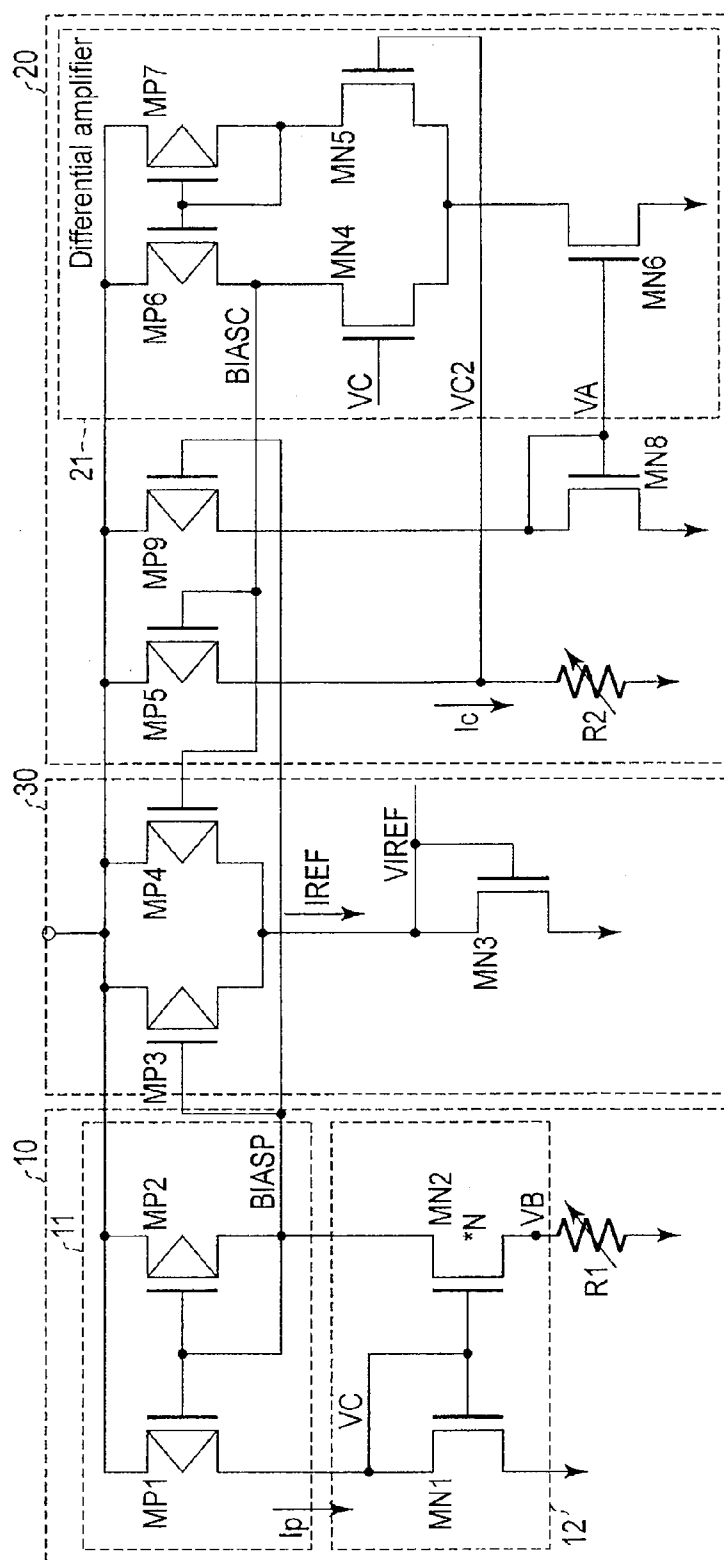 10
11
MP1
MP2
BIASP
Ip
VC
MN1
MN2
*N
VB
R1
12
30
MP3
MP4
IREF
VIREF
MN3
20
MP5
MP9
Ic
R2
MN8
21
Differential amplifier
MP6
MP7
BIASC
MN4
MN5
VC
VC2
VA
MN6